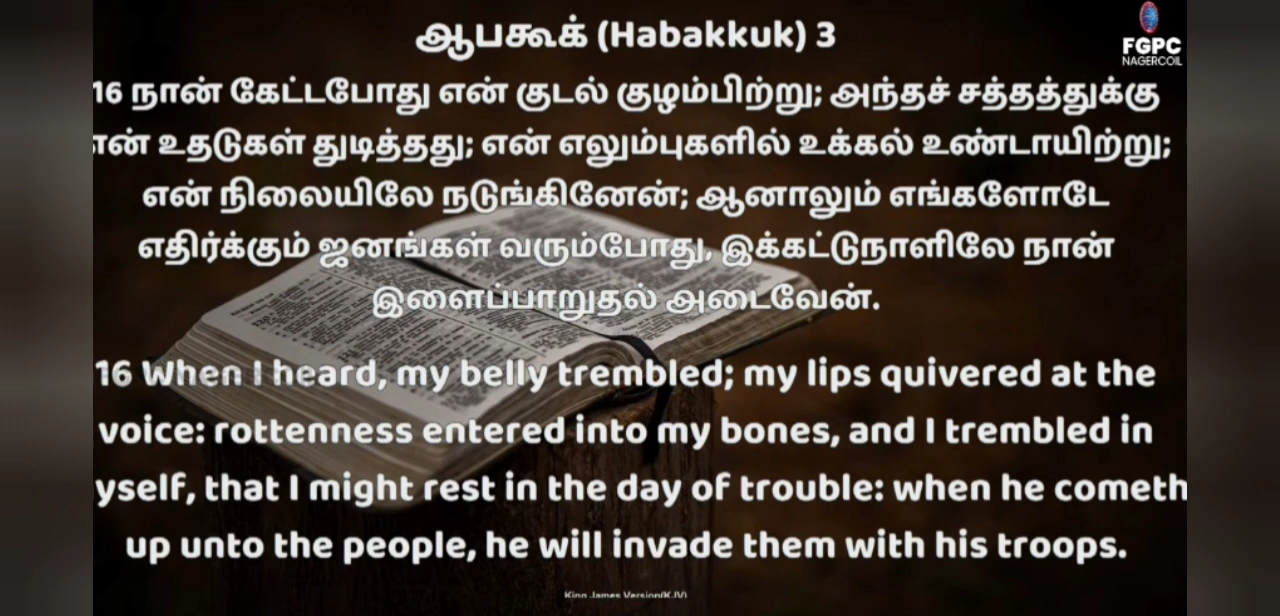 ஆபகூக் (Habakkuk) 3
FGPC
NAGERCOIL
16 நான் கேட்டபோது என் குடல் குழம்பிற்று; அந்தச் சத்தத்துக்கு
என் உதடுகள் துடித்தது; என் எலும்புகளில் உக்கல் உண்டாயிற்று;
என் நிலையிலே நடுங்கினேன்; ஆனாலும் எங்களோடே
எதிர்க்கும் ஜனங்கள் வரும்போது, இக்கட்டுநாளிலே நான்
இளைப்பாறுதல் அடைவேன்.
16 When I heard, my belly trembled; my lips quivered at the
voice: rottenness entered into my bones, and I trembled in
yself, that I might rest in the day of trouble: when he cometh
up unto the people, he will invade them with his troops.
King James Version(KJV)